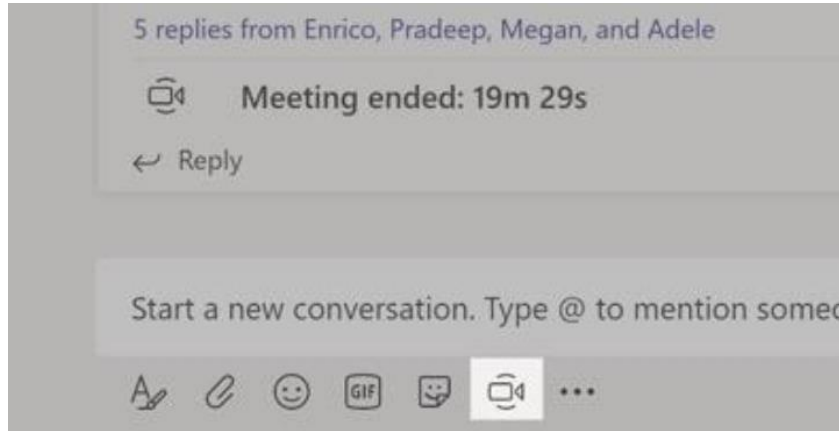 5 replies from Enrico, Pradeep, Megan, and Adele
Meeting ended: 19m 29s
Reply
Start a new conversation. Type @ to mention someo
GIF